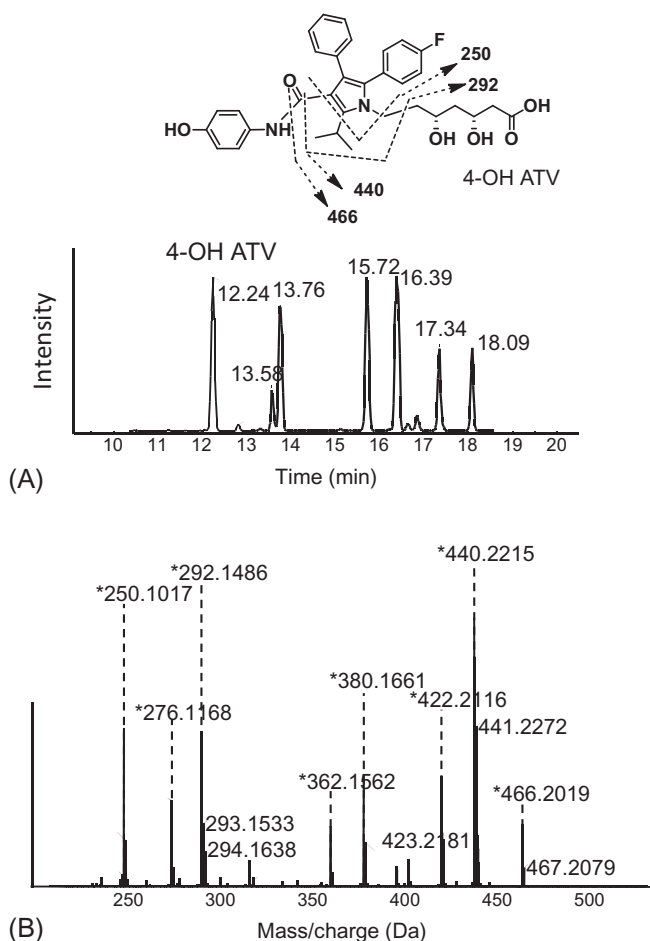 F
250
O
292
N
OH
HO
NH
OH OH
O
4-OH ATV
440
466
4-OH ATV
15.72
16.39
12.24
13.76
17.34
18.09
13.58
Intensity
10 11 12 13 14 15 16 17 18 19 20
(A)
Time (min)
*440.2215
*292.1486
*250.1017
*380.1661
*422.2116
*276.1168
441.2272
*362.1562
*466.2019
293.1533
423.2181
294.1638
467.2079
250 300 350 400 450 500
(B)
Mass/charge (Da)